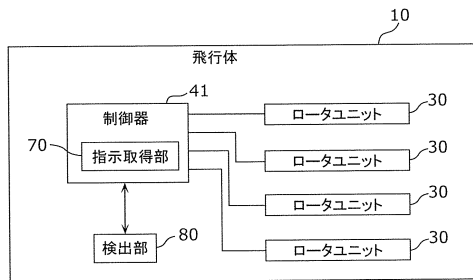 10
飛行体
41
制御器
70
指示取得部
検出部
80
ロータユニット
30
ロータユニット
30
ロータユニット
30
ロータユニット
30